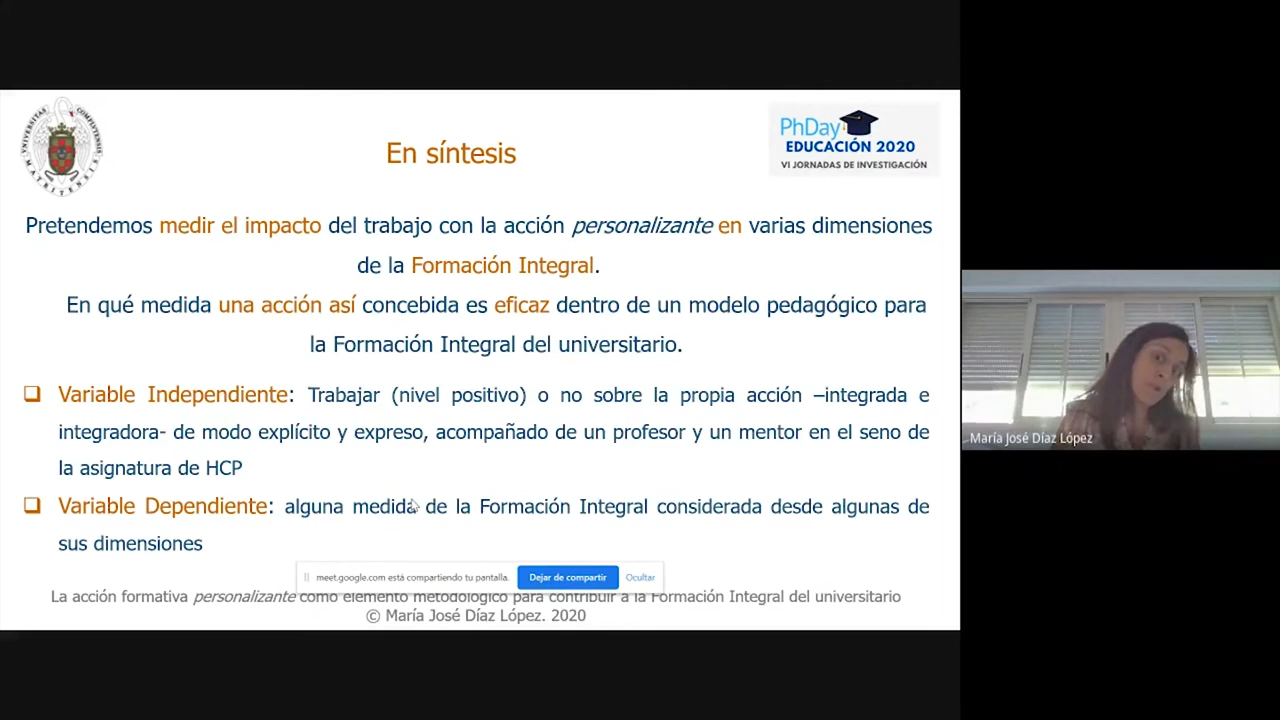 VNIVERSITAS COMPLVTENSIS MATRITENSIS
En síntesis
PhDay
EDUCACIÓN 2020
VI JORNADAS DE INVESTIGACIÓN
Pretendemos medir el impacto del trabajo con la acción personalizante en varias dimensiones
de la Formación Integral.
En qué medida una acción así concebida es eficaz dentro de un modelo pedagógico para
la Formación Integral del universitario.
Variable Independiente: Trabajar (nivel positivo) o no sobre la propia acción –integrada e
integradora- de modo explícito y expreso, acompañado de un profesor y un mentor en el seno de
la asignatura de HCP
Variable Dependiente: alguna medida de la Formación Integral considerada desde algunas de
sus dimensiones
meet.google.com está compartiendo tu pantalla. Dejar de compartir Ocultar
La acción formativa personalizante como elemento metodológico para contribuir a la Formación Integral del universitario
© María José Díaz López. 2020
María José Díaz López